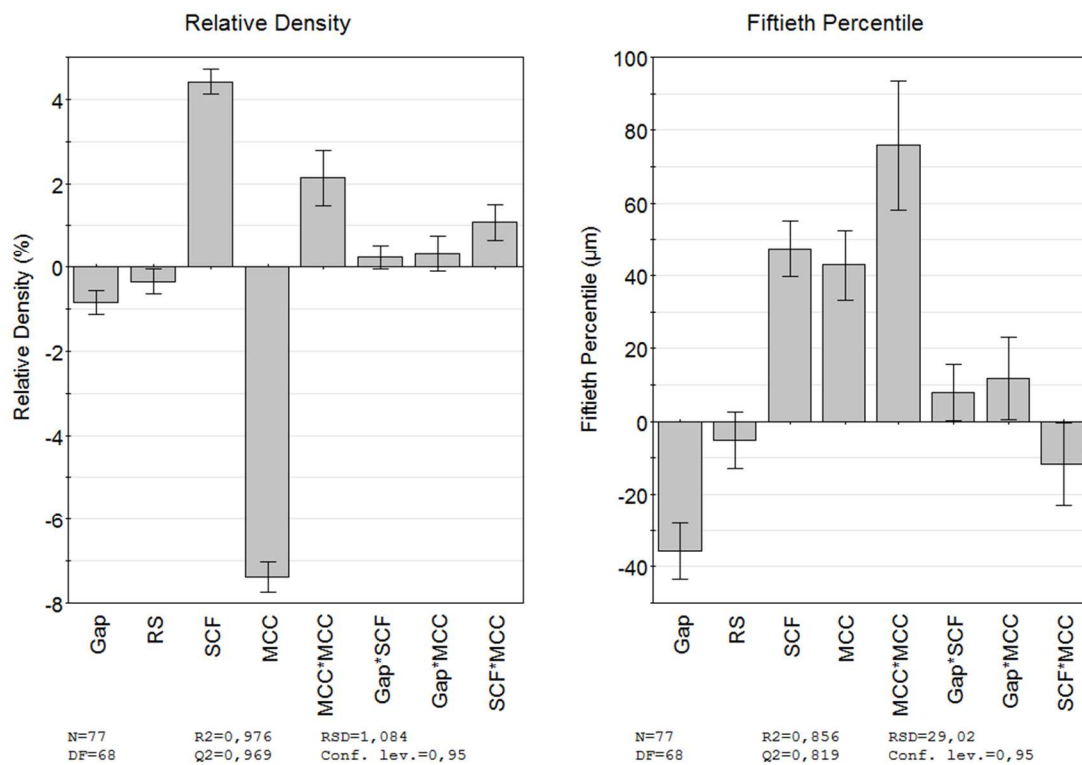 Relative Density
Relative Density (%)
4
2
0
-2
-4
-6
-8
Gap
RS
SCF
MCC
MCC*MCC
Gap*SCF
Gap*MCC
SCF*MCC
N=77 R2=0,976 RSD=1,084
DF=68 Q2=0,969 Conf. lev.=0,95
Fiftieth Percentile
Fiftieth Percentile (µm)
100
80
60
40
20
0
-20
-40
Gap
RS
SCF
MCC
MCC*MCC
Gap*SCF
Gap*MCC
SCF*MCC
N=77 R2=0,856 RSD=29,02
DF=68 Q2=0,819 Conf. lev.=0,95